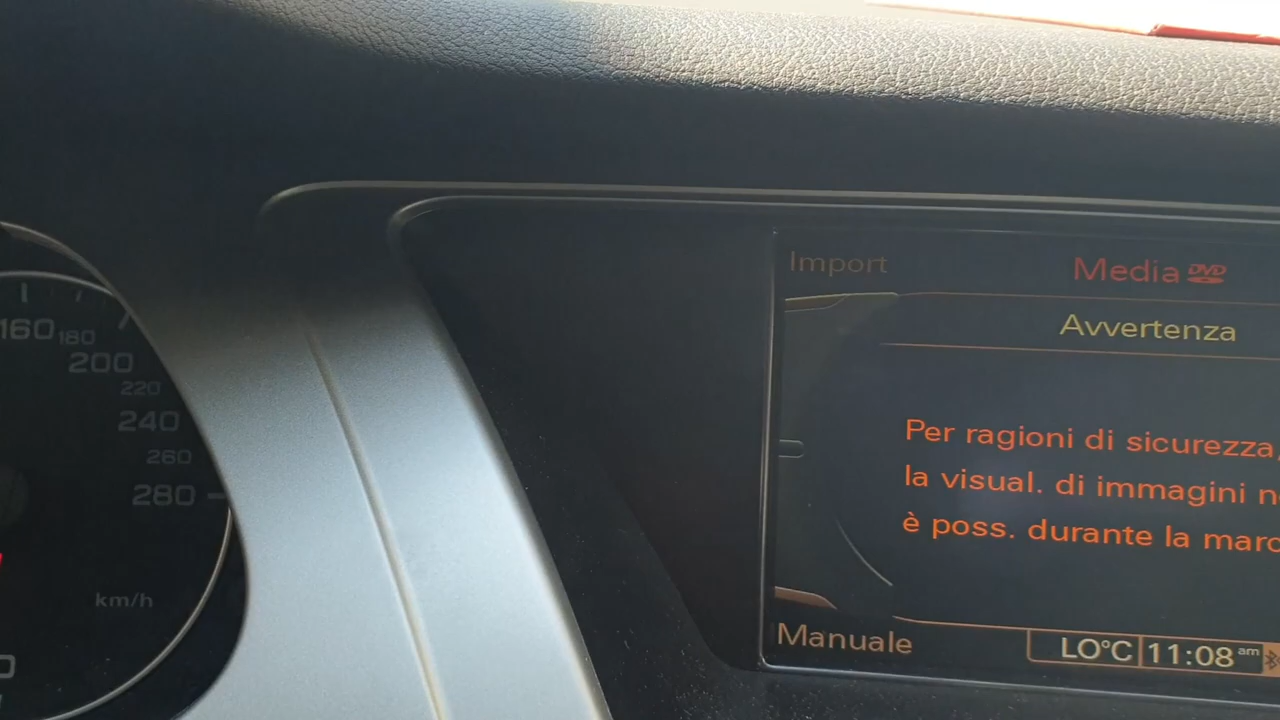 160
180
200
220
240
260
280
km/h
Import
Media DVD
Avvertenza
Per ragioni di sicurezza,
la visual. di immagini
è poss. durante la
Manuale
LO°C 11:08 am